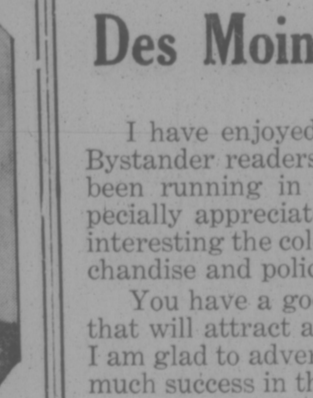 Des Moin
I have enjoyed
Bystander readers
been running in
pecially appreciat
interesting the col
chandise and polic
You have a go
that will attract a
I am glad to adver
much success in th